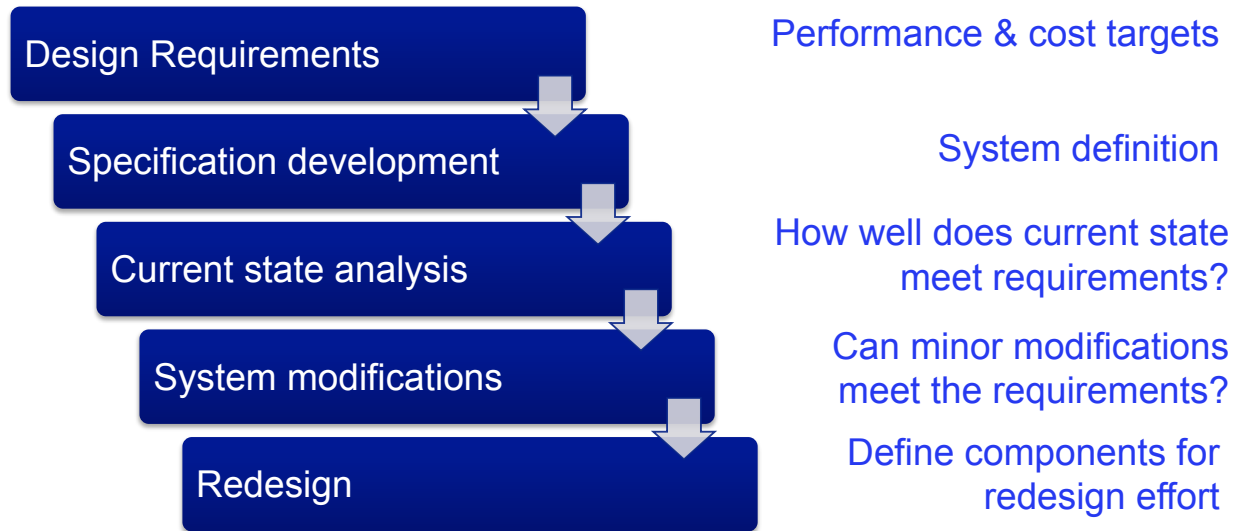 Design Requirements
Performance & cost targets
Specification development
System definition
Current state analysis
How well does current state
meet requirements?
System modifications
Can minor modifications
meet the requirements?
Redesign
Define components for
redesign effort